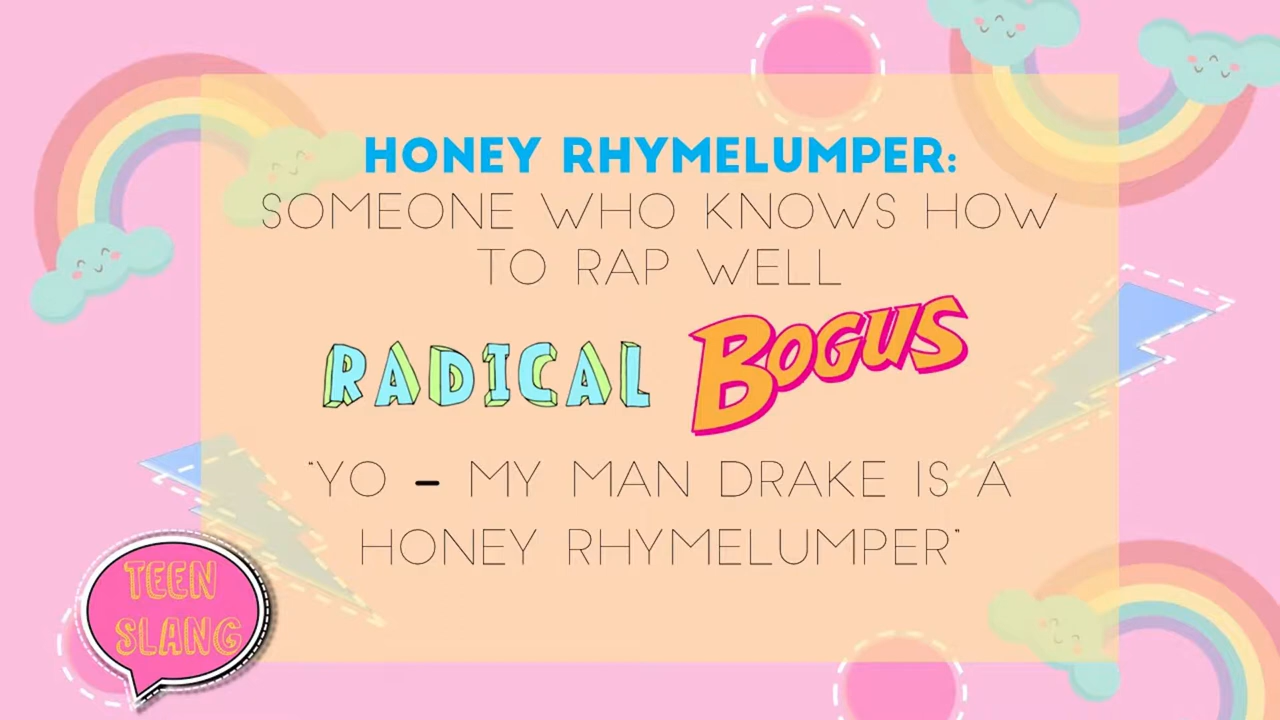 HONEY RHYMELUMPER:
SOMEONE WHO KNOWS HOW
TO RAP WELL
RADICAL BOGUS
"YO - MY MAN DRAKE IS A
HONEY RHYMELUMPER"
TEEN
SLANG